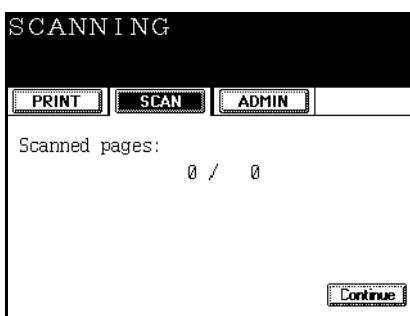 SCANNING
PRINT SCAN ADMIN
Scanned pages:
0 / 0
Continue